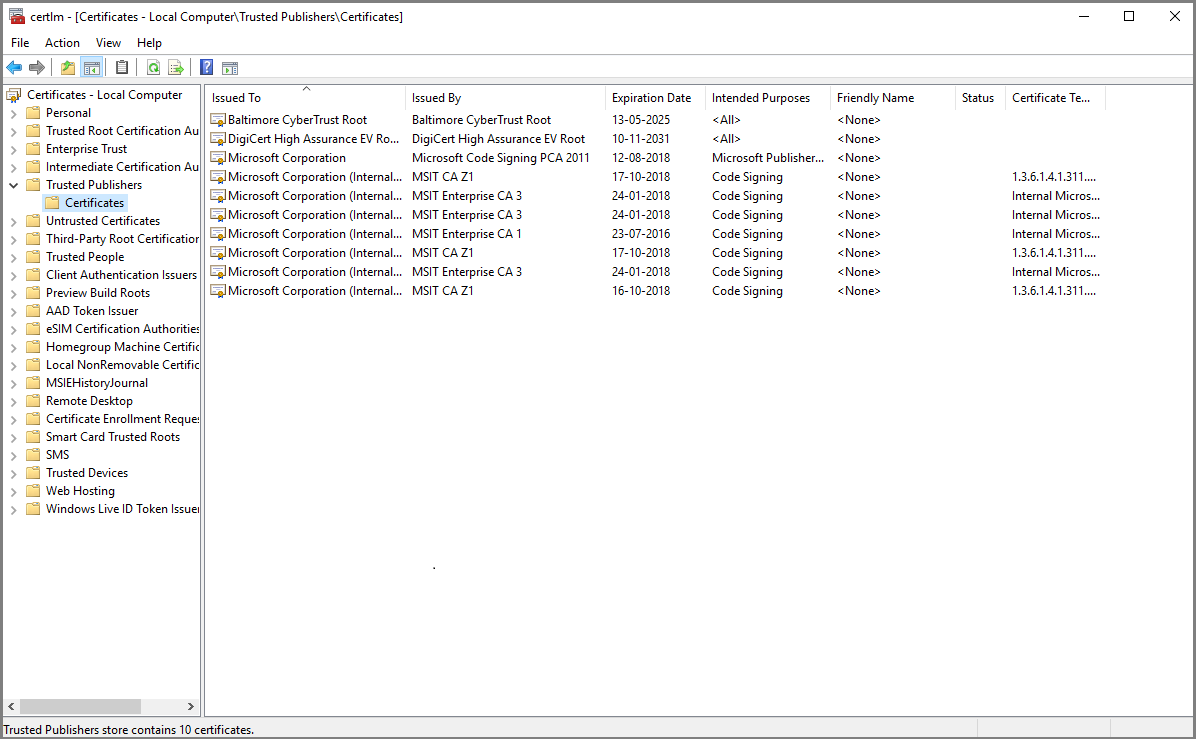 certlm - [Certificates - Local Computer\Trusted Publishers\Certificates]
File Action View Help
Certificates - Local Computer
Personal
Trusted Root Certification Au
Enterprise Trust
Intermediate Certification Au
Trusted Publishers
Certificates
Untrusted Certificates
Third-Party Root Certification
Trusted People
Client Authentication Issuers
Preview Build Roots
AAD Token Issuer
eSIM Certification Authorities
Homegroup Machine Certific
Local NonRemovable Certific
MSIEHistoryJournal
Remote Desktop
Certificate Enrollment Reques
Smart Card Trusted Roots
SMS
Trusted Devices
Web Hosting
Windows Live ID Token Issuer
Issued To Issued By Expiration Date Intended Purposes Friendly Name Status Certificate Te...
Baltimore CyberTrust Root Baltimore CyberTrust Root 13-05-2025 <All> <None>
DigiCert High Assurance EV Ro... DigiCert High Assurance EV Root 10-11-2031 <All> <None>
Microsoft Corporation Microsoft Code Signing PCA 2011 12-08-2018 Microsoft Publisher... <None>
Microsoft Corporation (Internal... MSIT CA Z1 17-10-2018 Code Signing <None> 1.3.6.1.4.1.311....
Microsoft Corporation (Internal... MSIT Enterprise CA 3 24-01-2018 Code Signing <None> Internal Micros...
Microsoft Corporation (Internal... MSIT Enterprise CA 3 24-01-2018 Code Signing <None> Internal Micros...
Microsoft Corporation (Internal... MSIT Enterprise CA 1 23-07-2016 Code Signing <None> Internal Micros...
Microsoft Corporation (Internal... MSIT CA Z1 17-10-2018 Code Signing <None> 1.3.6.1.4.1.311....
Microsoft Corporation (Internal... MSIT Enterprise CA 3 24-01-2018 Code Signing <None> Internal Micros...
Microsoft Corporation (Internal... MSIT CA Z1 16-10-2018 Code Signing <None> 1.3.6.1.4.1.311....
Trusted Publishers store contains 10 certificates.